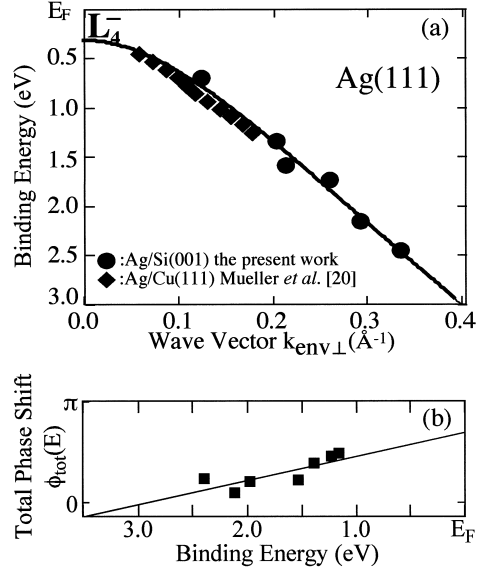 E_F
L_4^-
(a)
0.5
Ag(111)
1.0
1.5
2.0
2.5
3.0
Binding Energy (eV)
●:Ag/Si(001) the present work
◆:Ag/Cu(111) Mueller et al. [20]
0.0 0.1 0.2 0.3 0.4
Wave Vector k_env⊥(Å-1)
π
(b)
0
Total Phase Shift
ϕ_tot(E)
3.0 2.0 1.0 E_F
Binding Energy (eV)